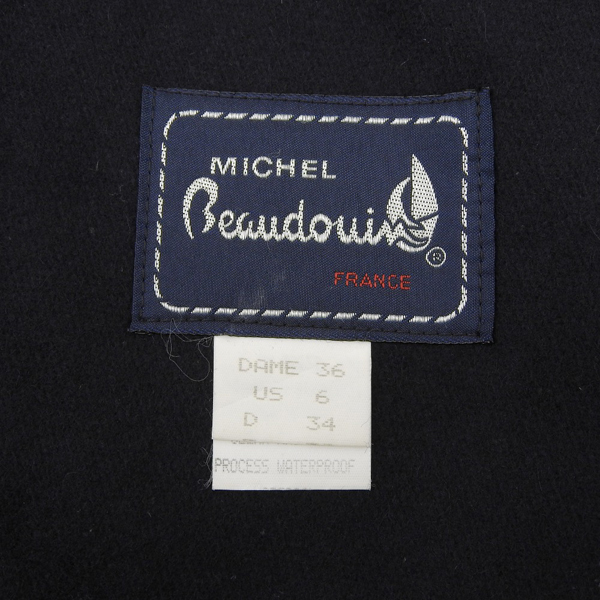 MICHEL
Beaudouin
®
FRANCE
DAME 36
US 6
D 34
PROCESS WATERPROOF